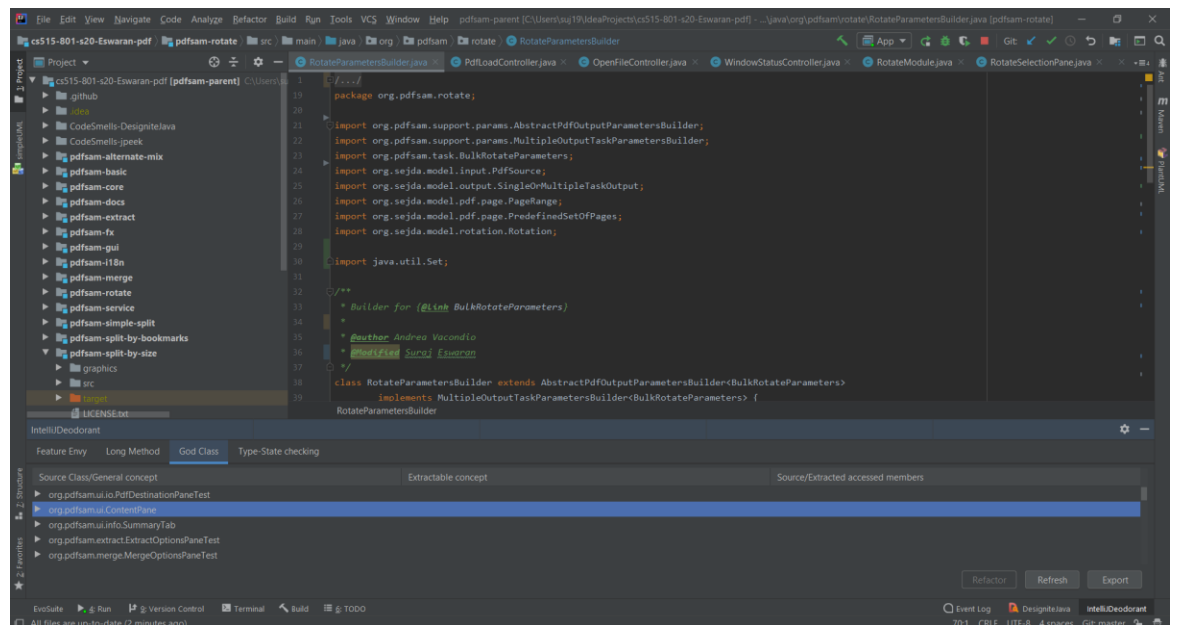 File Edit View Navigate Code Analyze Refactor Build Run Tools VCS Window Help pdfsam-parent [C:\Users\suj19\IdeaProjects\cs515-801-s20-Eswaran-pdf] - ...\java\org\pdfsam\rotate\RotateParametersBuilder.java [pdfsam-rotate]
cs515-801-s20-Eswaran-pdf pdfsam-rotate src main java org pdfsam rotate RotateParametersBuilder App Git:
Project RotateParametersBuilder.java PdfLoadController.java OpenFileController.java WindowStatusController.java RotateModule.java RotateSelectionPane.java
1: Project
simpleUML
Z: Structure
2: Favorites
Ant
Maven
PlantUML
cs515-801-s20-Eswaran-pdf [pdfsam-parent] C:\Users\su
.github
.idea
CodeSmells-DesigniteJava
CodeSmells-jpeek
pdfsam-alternate-mix
pdfsam-basic
pdfsam-core
pdfsam-docs
pdfsam-extract
pdfsam-fx
pdfsam-gui
pdfsam-i18n
pdfsam-merge
pdfsam-rotate
pdfsam-service
pdfsam-simple-split
pdfsam-split-by-bookmarks
pdfsam-split-by-size
graphics
src
target
LICENSE.txt
1 /.../
19 package org.pdfsam.rotate;
20
21 import org.pdfsam.support.params.AbstractPdfOutputParametersBuilder;
22 import org.pdfsam.support.params.MultipleOutputTaskParametersBuilder;
23 import org.pdfsam.task.BulkRotateParameters;
24 import org.sejda.model.input.PdfSource;
25 import org.sejda.model.output.SingleOrMultipleTaskOutput;
26 import org.sejda.model.pdf.page.PageRange;
27 import org.sejda.model.pdf.page.PredefinedSetOfPages;
28 import org.sejda.model.rotation.Rotation;
29
30 import java.util.Set;
31
32 /**
33 * Builder for {@link BulkRotateParameters}
34 *
35 * @author Andrea Vacondio
36 * @Modified Suraj Eswaran
37 */
38 class RotateParametersBuilder extends AbstractPdfOutputParametersBuilder<BulkRotateParameters>
39 implements MultipleOutputTaskParametersBuilder<BulkRotateParameters> {
RotateParametersBuilder
IntelliJDeodorant
Feature Envy Long Method God Class Type-State checking
Source Class/General concept Extractable concept Source/Extracted accessed members
org.pdfsam.ui.io.PdfDestinationPaneTest
org.pdfsam.ui.ContentPane
org.pdfsam.ui.info.SummaryTab
org.pdfsam.extract.ExtractOptionsPaneTest
org.pdfsam.merge.MergeOptionsPaneTest
Refactor Refresh Export
EvoSuite 4: Run 9: Version Control Terminal Build 6: TODO Event Log DesigniteJava IntelliJDeodorant
All files are up-to-date (2 minutes ago) 70:1 CRLF UTF-8 4 spaces Git: master